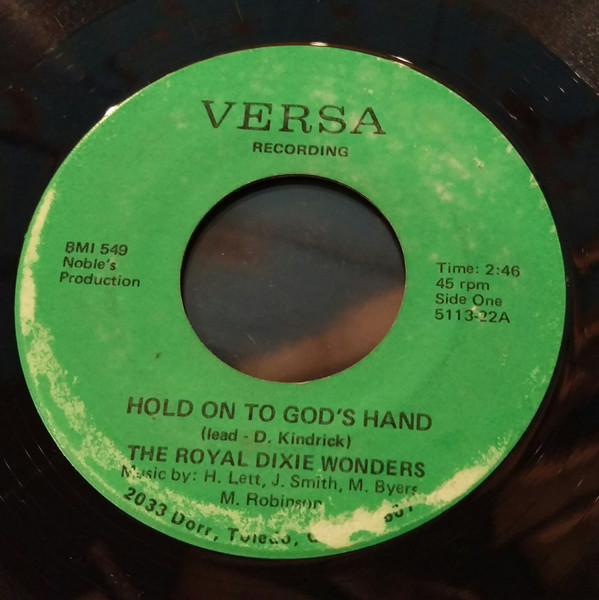 VERSA
RECORDING
BMI 549
Noble's
Production
Time: 2:46
45 rpm
Side One
5113-22A
HOLD ON TO GOD'S HAND
(lead - D. Kindrick)
THE ROYAL DIXIE WONDERS
Music by: H. Lett, J. Smith, M. Byers
M. Robinson
2033 Dorr, Toledo,